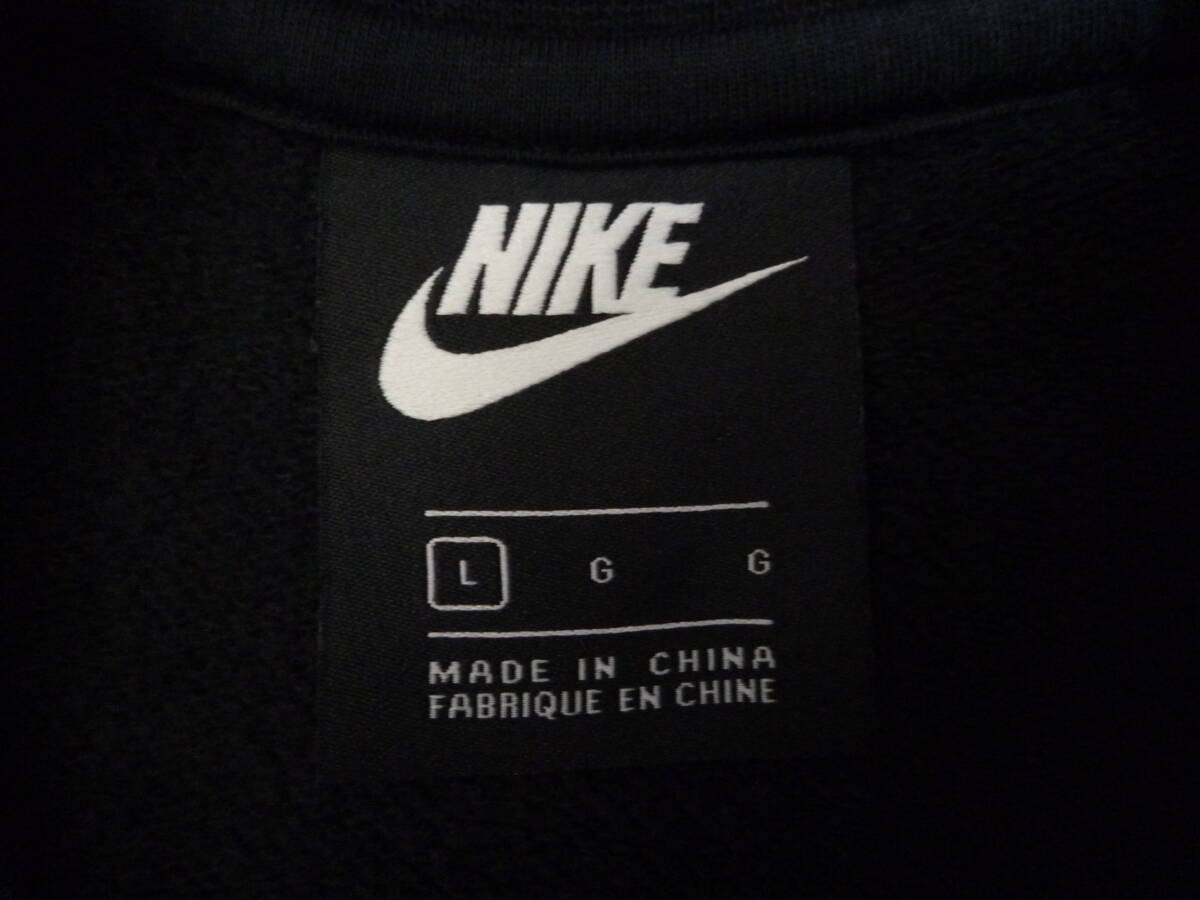 NIKE
L G G
MADE IN CHINA
FABRIQUE EN CHINE